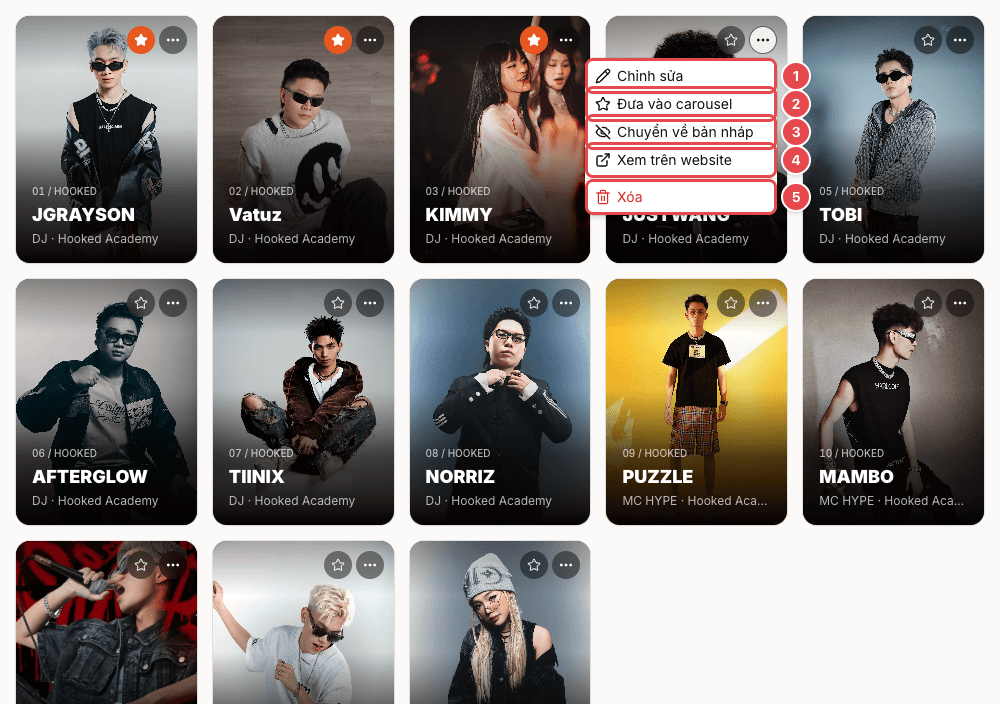 Chỉnh sửa
1
Đưa vào carousel
2
Chuyển về bản nháp
3
Xem trên website
4
Xóa
5
01 / HOOKED
JGRAYSON
DJ · Hooked Academy
02 / HOOKED
Vatuz
DJ · Hooked Academy
03 / HOOKED
KIMMY
DJ · Hooked Academy
JUSTWANG
DJ · Hooked Academy
05 / HOOKED
TOBI
DJ · Hooked Academy
06 / HOOKED
AFTERGLOW
DJ · Hooked Academy
07 / HOOKED
TIINIX
DJ · Hooked Academy
08 / HOOKED
NORRIZ
DJ · Hooked Academy
09 / HOOKED
PUZZLE
MC HYPE · Hooked Aca...
10 / HOOKED
MAMBO
MC HYPE · Hooked Aca...